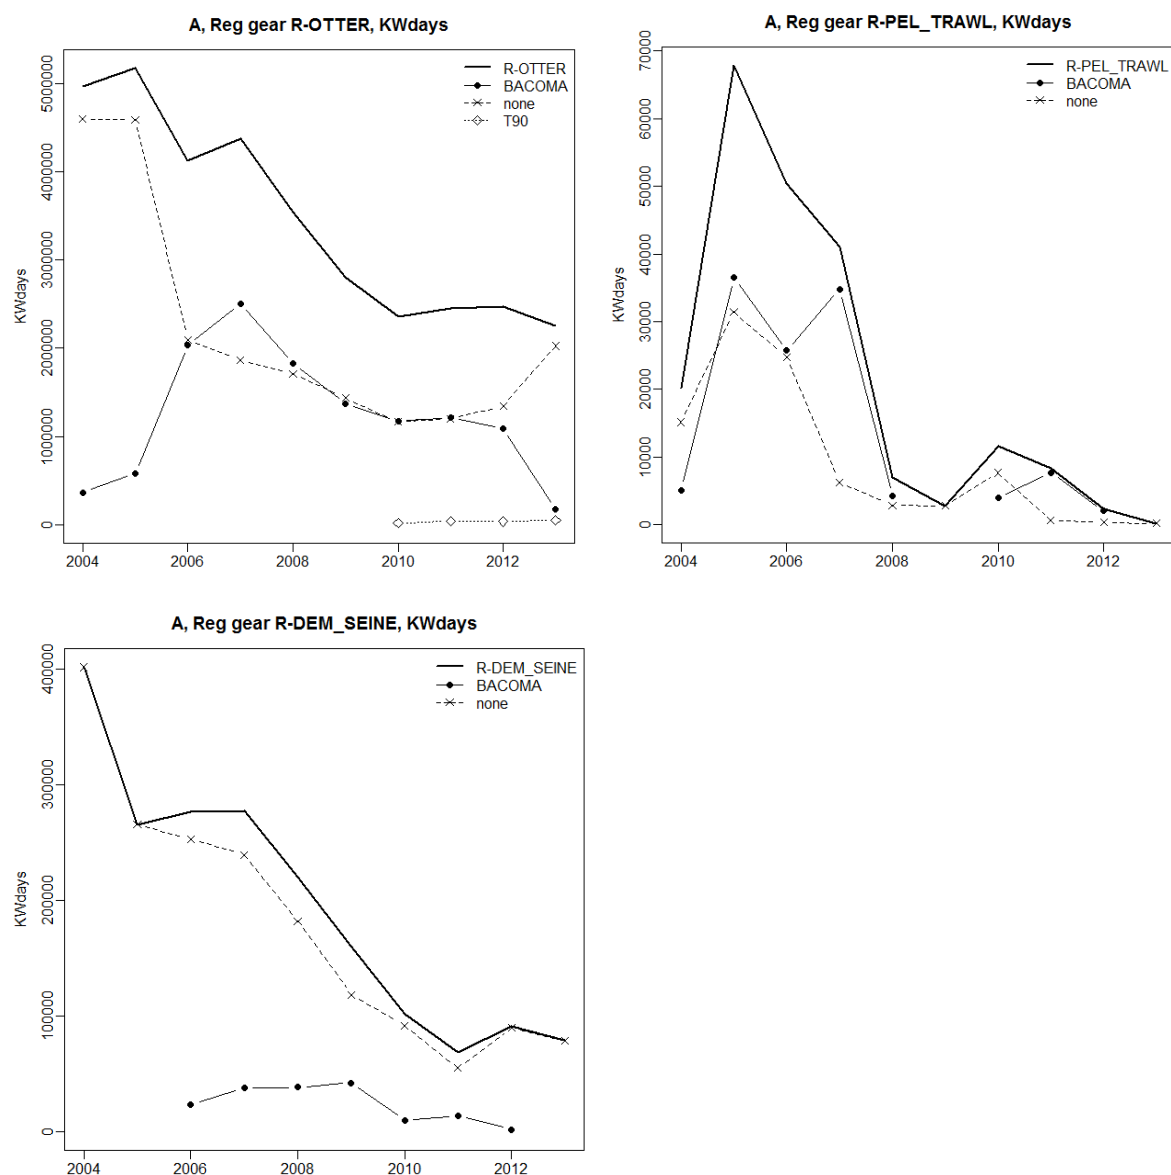 A, Reg gear R-OTTER, KWdays
R-OTTER
BACOMA
none
T90
KWdays
5000000
4000000
3000000
2000000
1000000
0
2004 2006 2008 2010 2012
A, Reg gear R-PEL_TRAWL, KWdays
R-PEL_TRAWL
BACOMA
none
KWdays
70000
60000
50000
40000
30000
20000
10000
0
2004 2006 2008 2010 2012
A, Reg gear R-DEM_SEINE, KWdays
R-DEM_SEINE
BACOMA
none
KWdays
400000
300000
200000
100000
0
2004 2006 2008 2010 2012